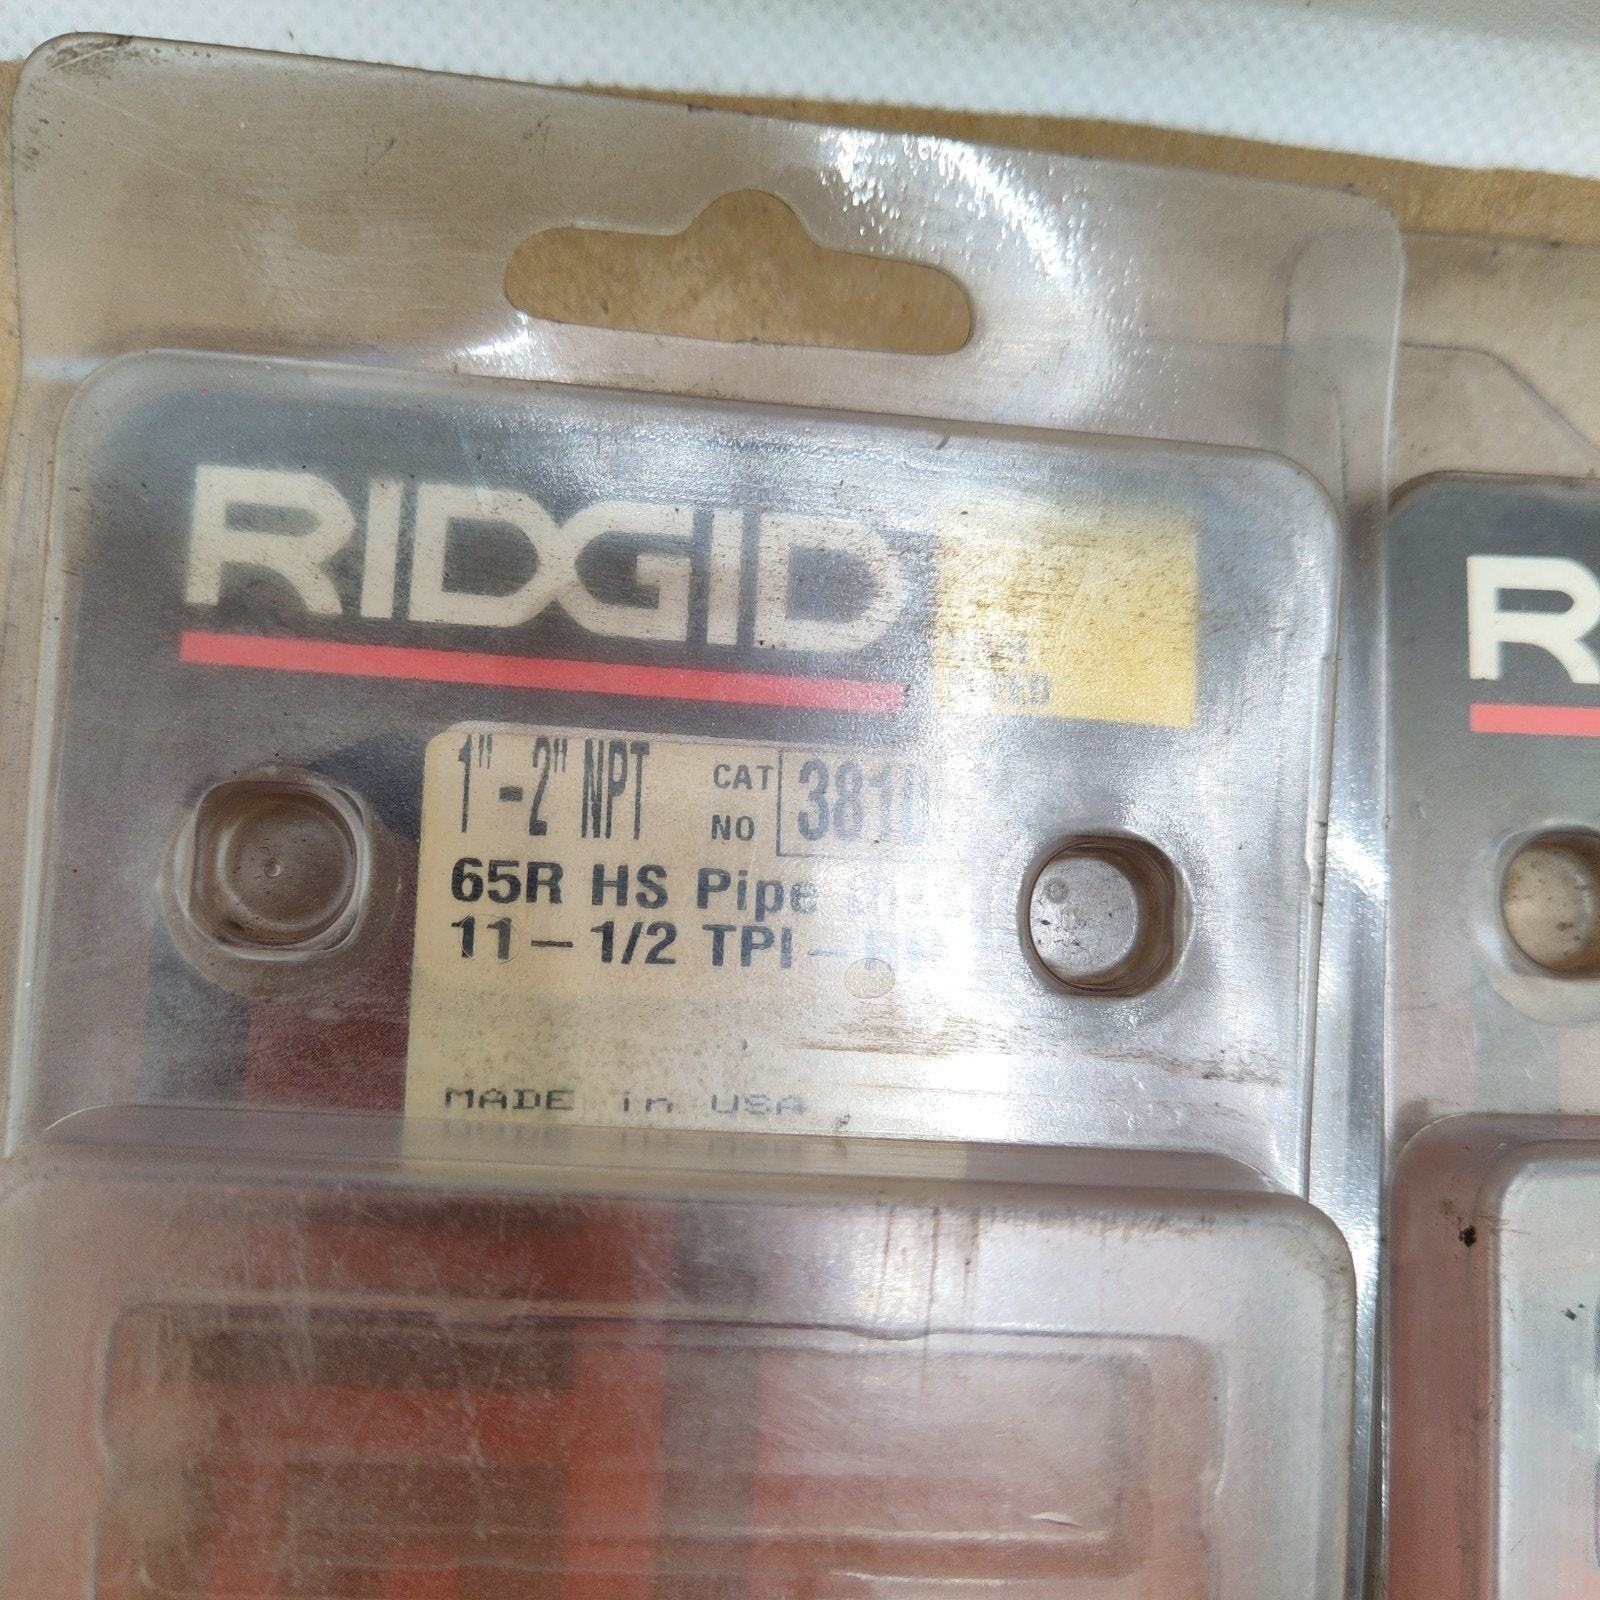 RIDGID
1"-2" NPT
CAT NO
65R HS Pipe
11-1/2 TPI-
MADE in USA
R